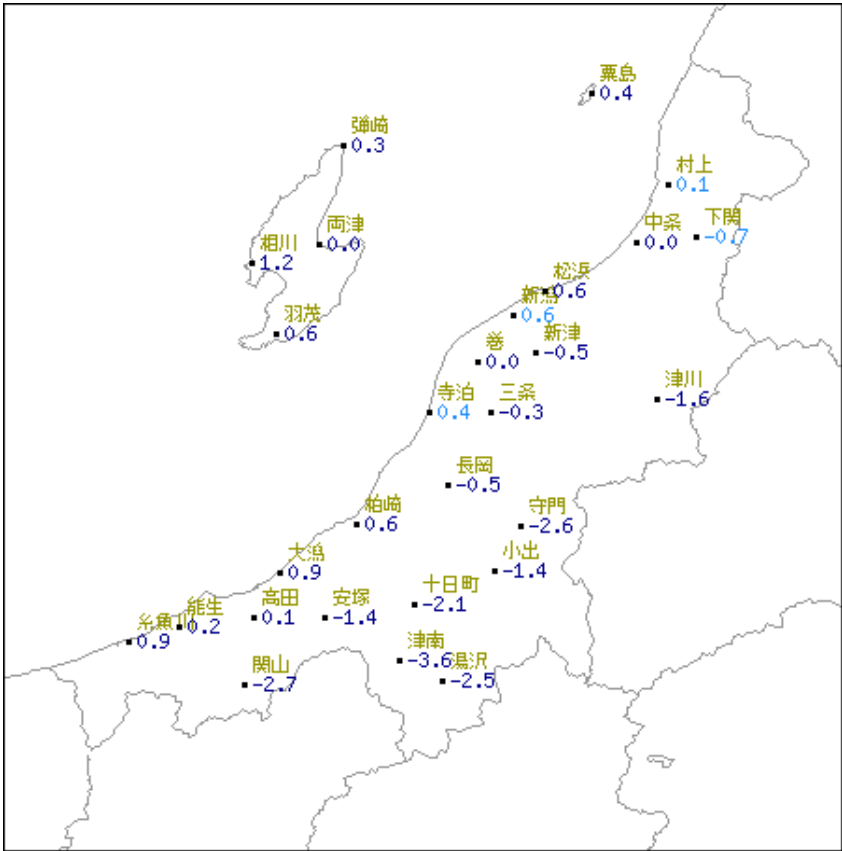 粟島
0.4
弾崎
0.3
村上
0.1
両津
0.0
相川
1.2
中条
0.0
下関
-0.7
松浜
0.6
新潟
0.6
羽茂
0.6
巻
0.0
新津
-0.5
津川
-1.6
寺泊
0.4
三条
-0.3
長岡
-0.5
柏崎
0.6
守門
-2.6
大潟
0.9
小出
-1.4
十日町
-2.1
能生
0.2
高田
0.1
安塚
-1.4
糸魚川
0.9
津南
-3.6
湯沢
-2.5
関山
-2.7